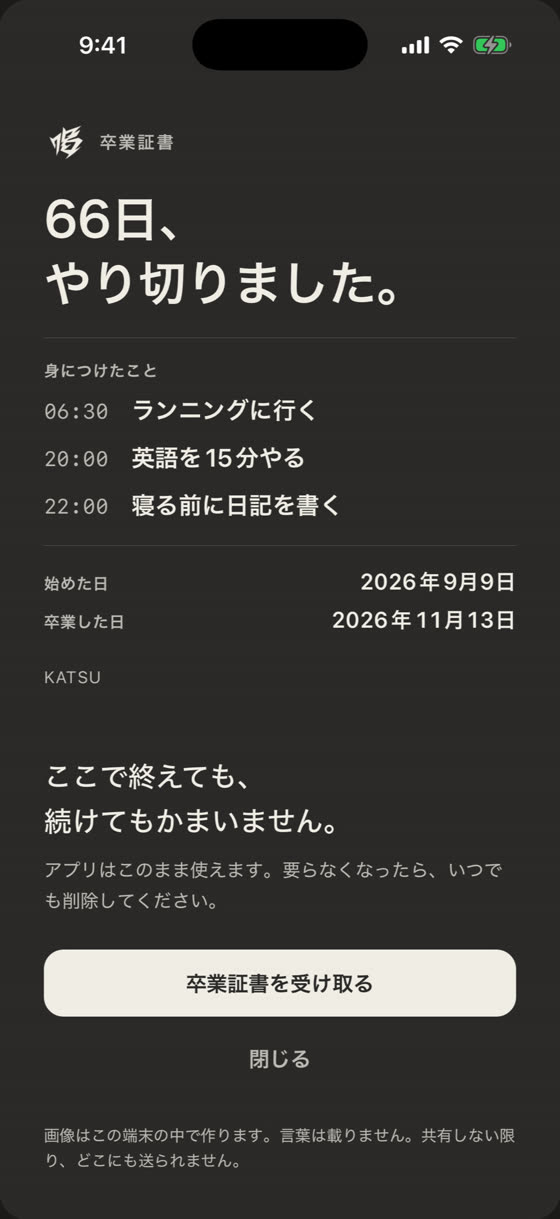 9:41
卒業証書
66日、
やり切りました。
身につけたこと
06:30 ランニングに行く
20:00 英語を15分やる
22:00 寝る前に日記を書く
始めた日 2026年9月9日
卒業した日 2026年11月13日
KATSU
ここで終えても、
続けてもかまいません。
アプリはこのまま使えます。要らなくなったら、いつで
も削除してください。
卒業証書を受け取る
閉じる
画像はこの端末の中で作ります。言葉は載りません。共有しない限
り、どこにも送られません。